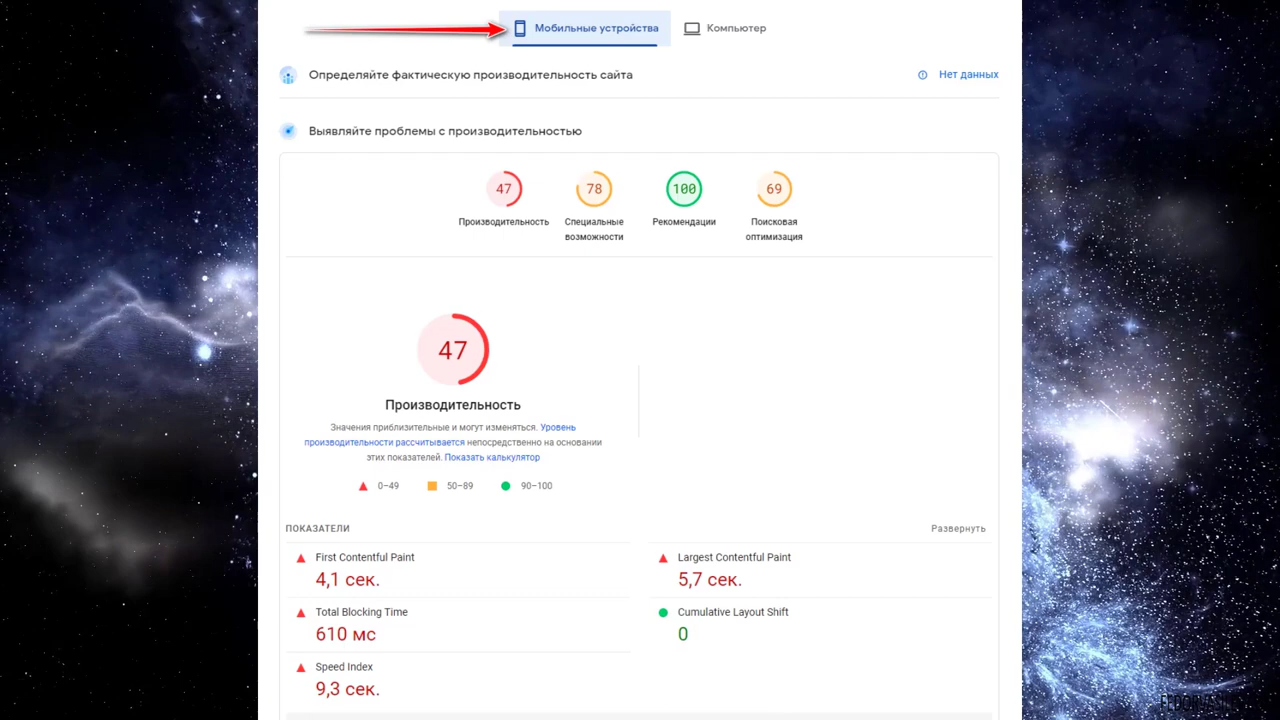 Мобильные устройства
Компьютер
Определяйте фактическую производительность сайта
Нет данных
Выявляйте проблемы с производительностью
47
78
100
69
Производительность
Специальные
возможности
Рекомендации
Поисковая
оптимизация
47
Производительность
Значения приблизительные и могут изменяться. Уровень
производительности рассчитывается непосредственно на основании
этих показателей. Показать калькулятор
0–49
50–89
90–100
ПОКАЗАТЕЛИ
Развернуть
First Contentful Paint
4,1 сек.
Largest Contentful Paint
5,7 сек.
Total Blocking Time
610 мс
Cumulative Layout Shift
0
Speed Index
9,3 сек.